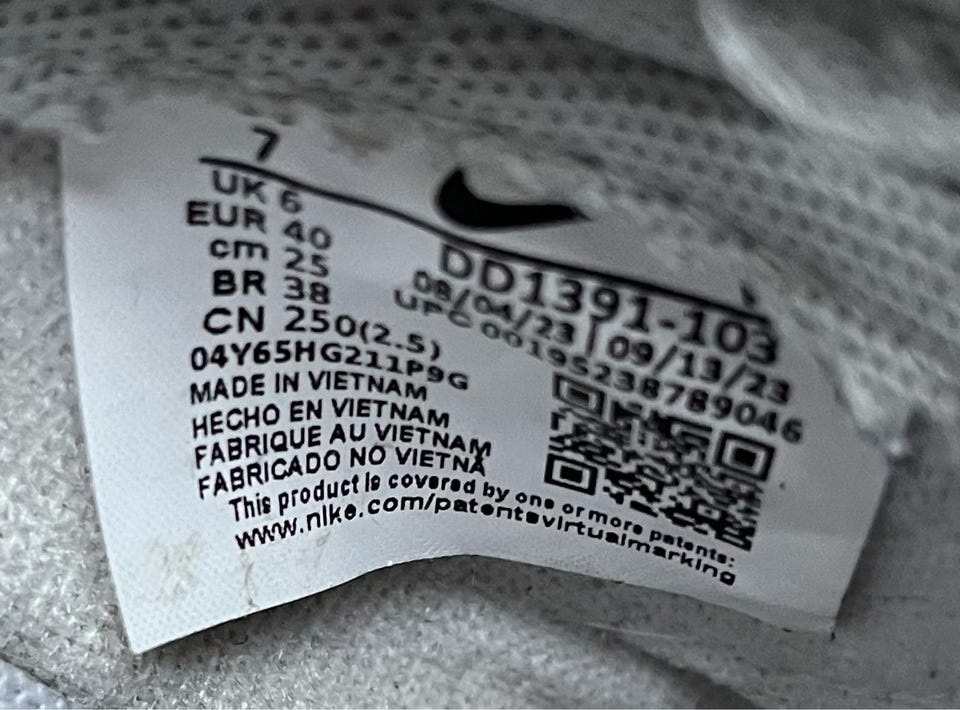 7
UK 6
EUR 40
cm 25
BR 38
CN 250(2.5)
04Y65HG211P9G
MADE IN VIETNAM
HECHO EN VIETNAM
FABRIQUE AU VIETNAM
FABRICADO NO VIETNÃ
DD1391-103
08/04/23 | 09/13/23
UPC 00195238789046
This product is covered by one or more patents:
www.nike.com/patentsvirtualmarking